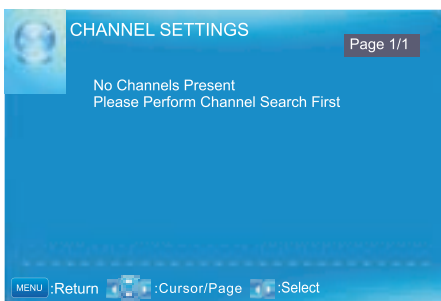 CHANNEL SETTINGS
Page 1/1
No Channels Present
Please Perform Channel Search First
MENU :Return :Cursor/Page :Select